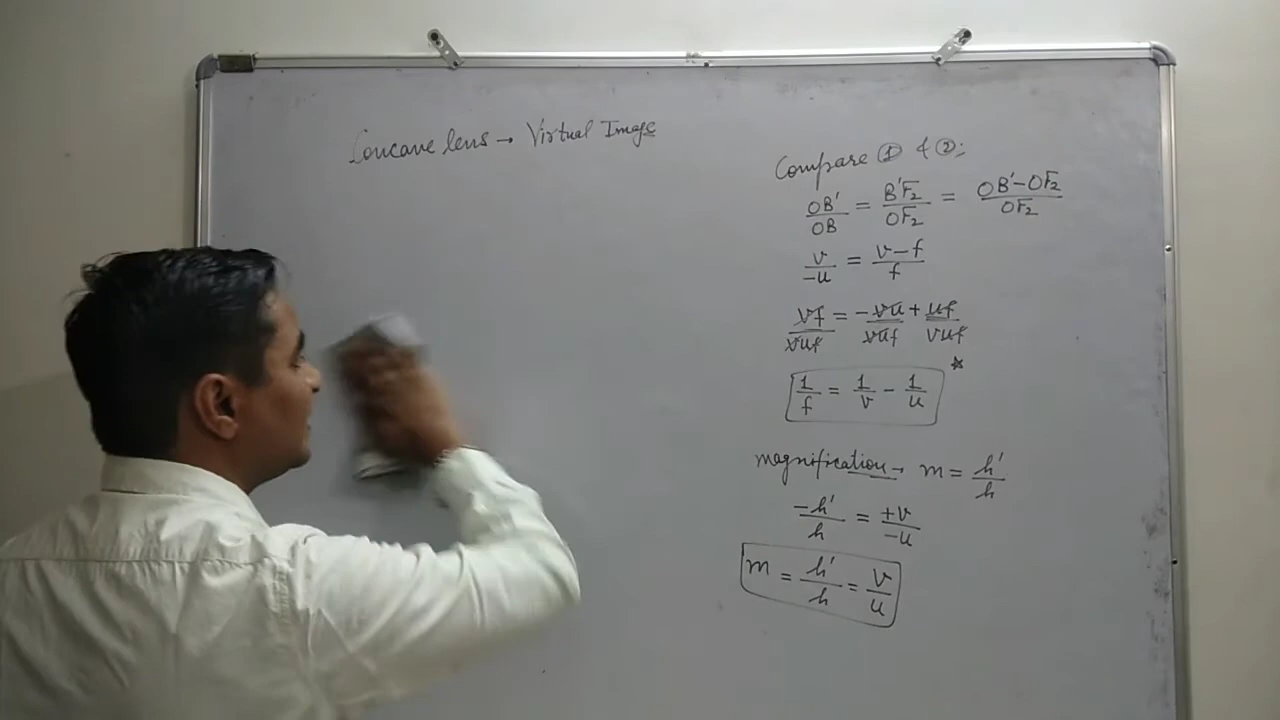 Concave lens → Virtual Image
Compare ① & ②:
OB'/OB = B'F₂/OF₂ = OB'-OF₂/OF₂
v/-u = v-f/f
vf/vuf = -vu/vuf + uf/vuf
1/f = 1/v - 1/u
magnification → m = h'/h
-h'/h = +v/-u
m = h'/h = v/u